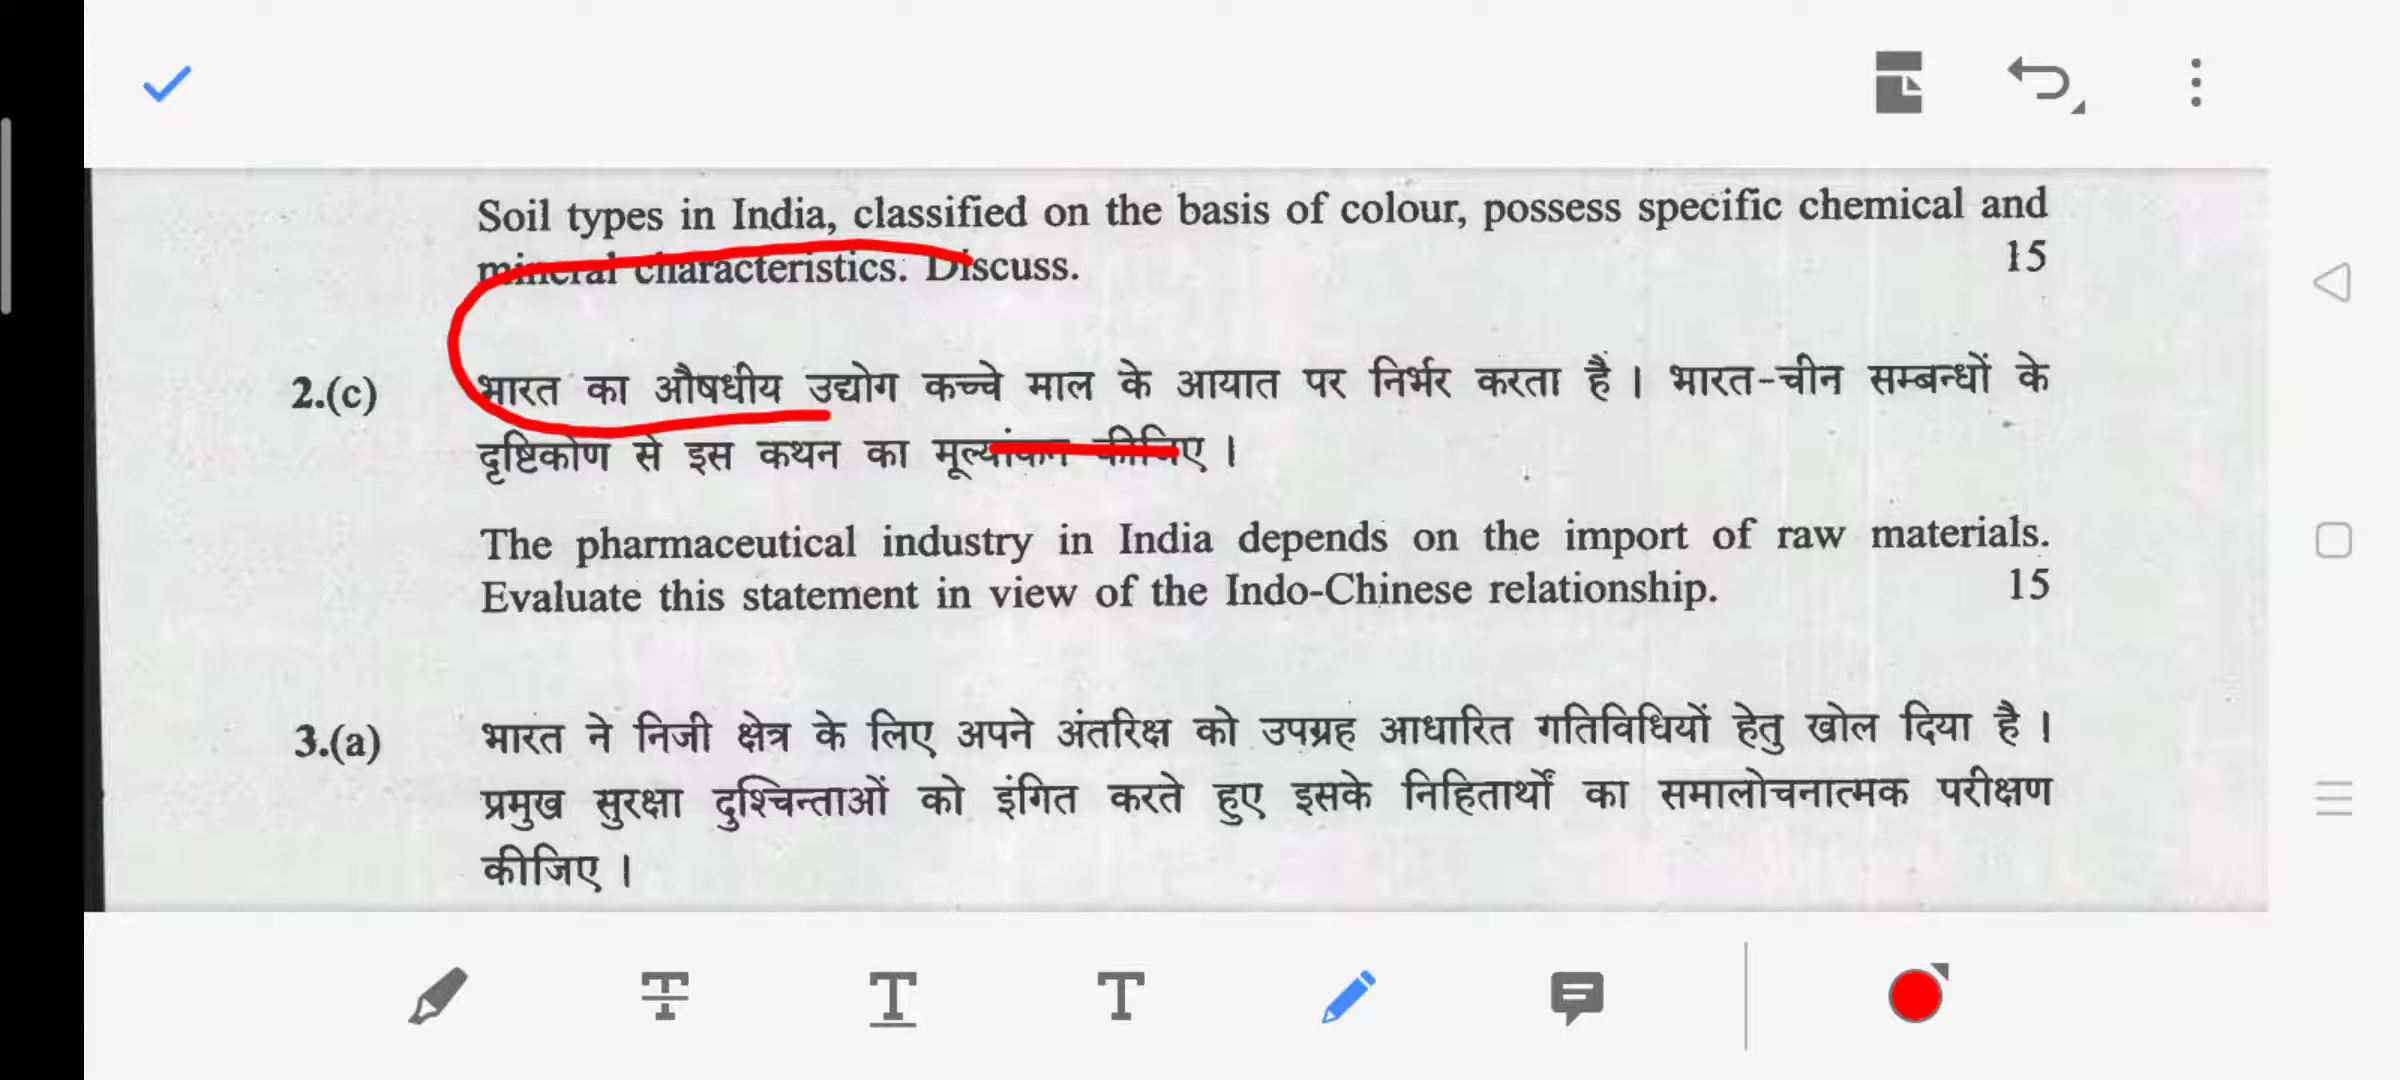 Soil types in India, classified on the basis of colour, possess specific chemical and
mineral characteristics. Discuss. 15
2.(c) भारत का औषधीय उद्योग कच्चे माल के आयात पर निर्भर करता है । भारत-चीन सम्बन्धों के
दृष्टिकोण से इस कथन का मूल्यांकन कीजिए ।
The pharmaceutical industry in India depends on the import of raw materials.
Evaluate this statement in view of the Indo-Chinese relationship. 15
3.(a) भारत ने निजी क्षेत्र के लिए अपने अंतरिक्ष को उपग्रह आधारित गतिविधियों हेतु खोल दिया है ।
प्रमुख सुरक्षा दुश्चिन्ताओं को इंगित करते हुए इसके निहितार्थों का समालोचनात्मक परीक्षण
कीजिए ।
T T T